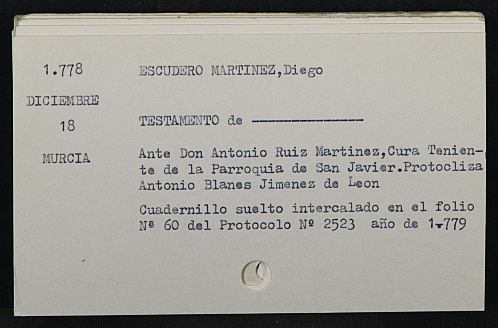 1.778 ESCUDERO MARTINEZ,Diego
DICIEMBRE
18 TESTAMENTO de ---------------
MURCIA Ante Don Antonio Ruiz Martinez,Cura Tenien-
te de la Parroquia de San Javier.Protocliza
Antonio Blanes Jimenez de Leon
Cuadernillo suelto intercalado en el folio
Nº 60 del Protocolo Nº 2523 año de 1.779